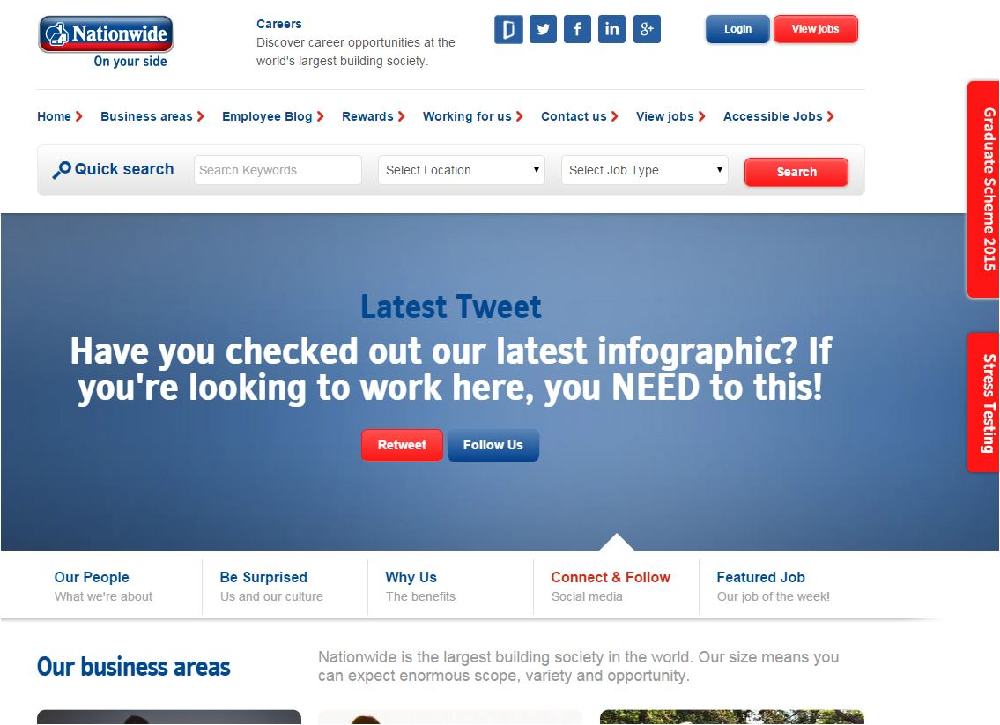 Nationwide
On your side
Careers
Discover career opportunities at the
world's largest building society.
Login
View jobs
Home
Business areas
Employee Blog
Rewards
Working for us
Contact us
View jobs
Accessible Jobs
Quick search
Search Keywords
Select Location
Select Job Type
Search
Graduate Scheme 2015
Stress Testing
Latest Tweet
Have you checked out our latest infographic? If
you're looking to work here, you NEED to this!
Retweet
Follow Us
Our People
What we're about
Be Surprised
Us and our culture
Why Us
The benefits
Connect & Follow
Social media
Featured Job
Our job of the week!
Our business areas
Nationwide is the largest building society in the world. Our size means you
can expect enormous scope, variety and opportunity.